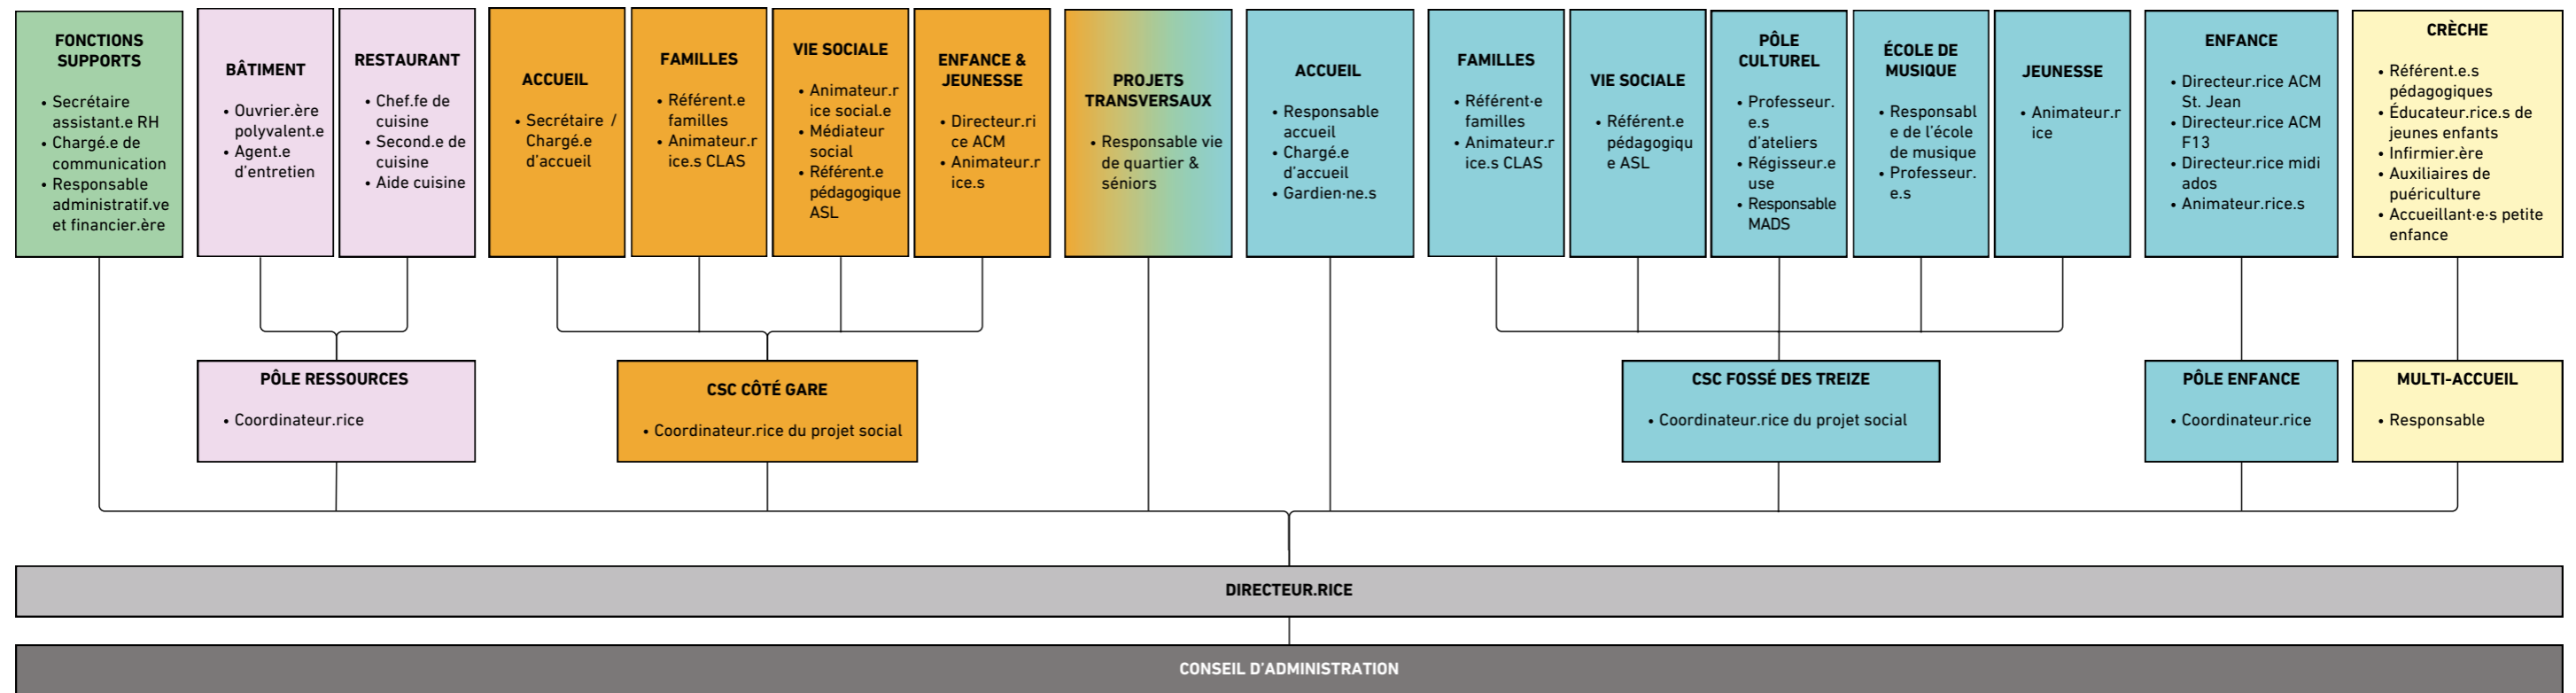 FONCTIONS
SUPPORTS
• Secrétaire
assistant.e RH
• Chargé.e de
communication
• Responsable
administratif.ve
et financier.ère
BÂTIMENT
• Ouvrier.ère
polyvalent.e
• Agent.e
d'entretien
RESTAURANT
• Chef.fe de
cuisine
• Second.e de
cuisine
• Aide cuisine
ACCUEIL
• Secrétaire /
Chargé.e
d'accueil
FAMILLES
• Référent.e
familles
• Animateur.r
ice.s CLAS
VIE SOCIALE
• Animateur.r
ice social.e
• Médiateur
social
• Référent.e
pédagogique
ASL
ENFANCE &
JEUNESSE
• Directeur.ri
ce ACM
• Animateur.r
ice.s
PROJETS
TRANSVERSAUX
• Responsable vie
de quartier &
séniors
ACCUEIL
• Responsable
accueil
• Chargé.e
d'accueil
• Gardien·ne.s
FAMILLES
• Référent·e
familles
• Animateur.r
ice.s CLAS
VIE SOCIALE
• Référent.e
pédagogiqu
e ASL
PÔLE
CULTUREL
• Professeur.
e.s
d'ateliers
• Régisseur.e
use
• Responsable
MADS
ÉCOLE DE
MUSIQUE
• Responsabl
e de l'école
de musique
• Professeur.
e.s
JEUNESSE
• Animateur.r
ice
ENFANCE
• Directeur.rice ACM
St. Jean
• Directeur.rice ACM
F13
• Directeur.rice midi
ados
• Animateur.rice.s
CRÈCHE
• Référent.e.s
pédagogiques
• Éducateur.rice.s de
jeunes enfants
• Infirmier.ère
• Auxiliaires de
puériculture
• Accueillant·e·s petite
enfance
PÔLE RESSOURCES
• Coordinateur.rice
CSC CÔTÉ GARE
• Coordinateur.rice du projet social
CSC FOSSÉ DES TREIZE
• Coordinateur.rice du projet social
PÔLE ENFANCE
• Coordinateur.rice
MULTI-ACCUEIL
• Responsable
DIRECTEUR.RICE
CONSEIL D'ADMINISTRATION